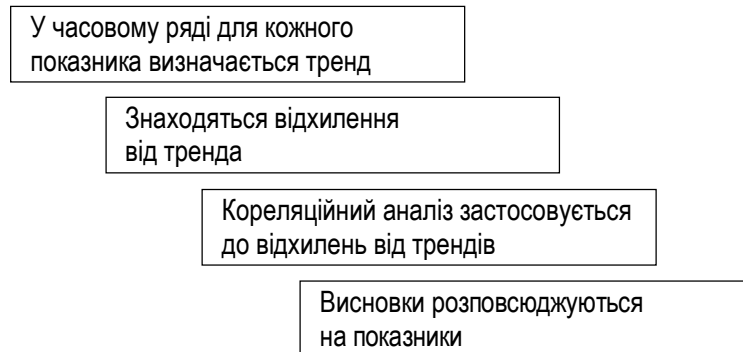 У часовому ряді для кожного
показника визначається тренд
Знаходяться відхилення
від тренда
Кореляційний аналіз застосовується
до відхилень від трендів
Висновки розповсюджуються
на показники